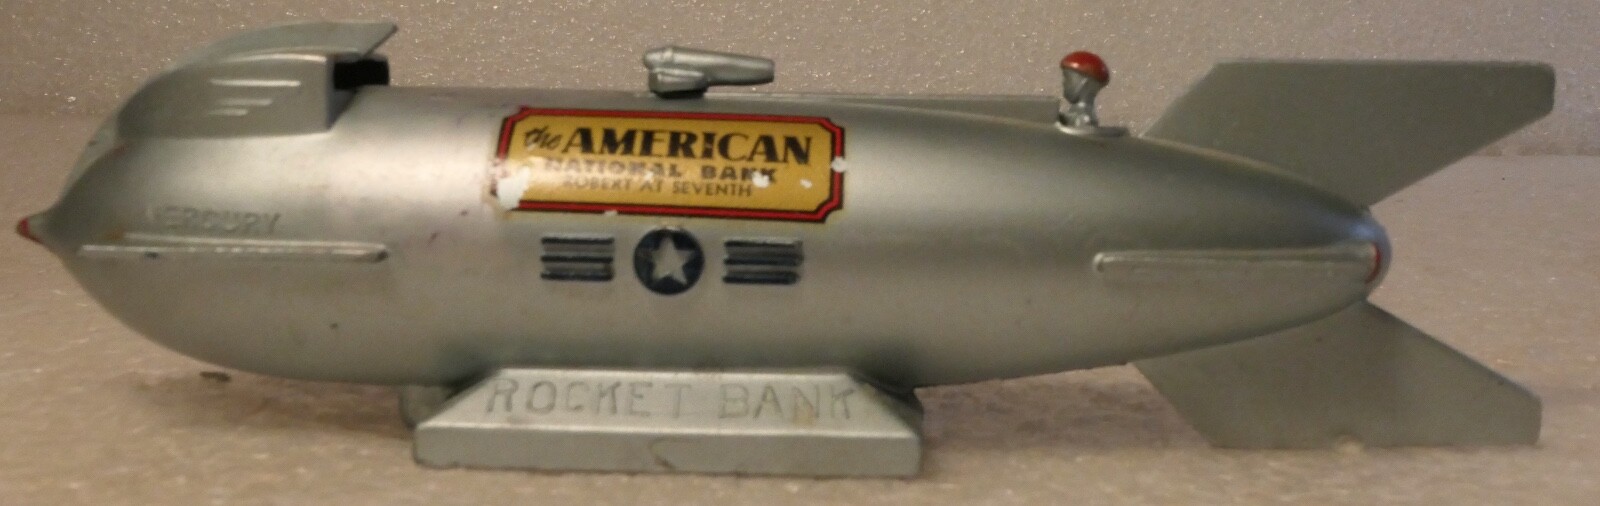 the AMERICAN
NATIONAL BANK
ROBERT AT SEVENTH
MERCURY
ROCKET BANK